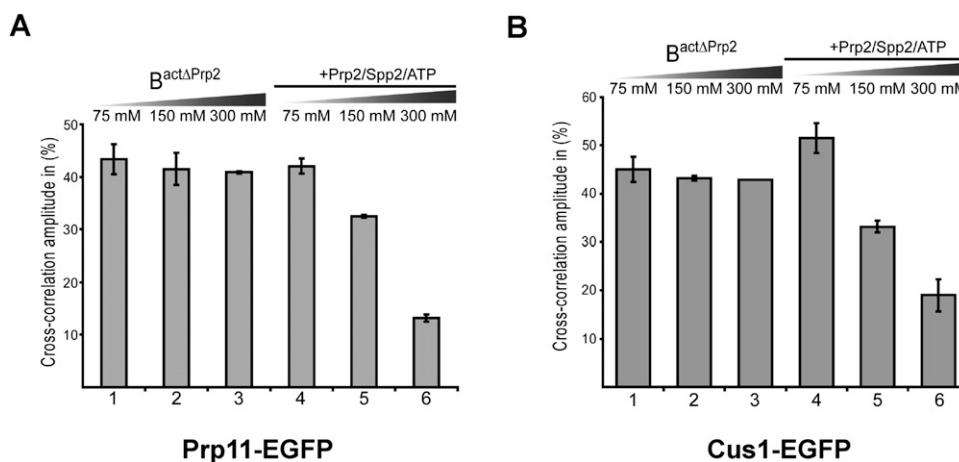 A
B^actΔPrp2
+Prp2/Spp2/ATP
75 mM 150 mM 300 mM 75 mM 150 mM 300 mM
Cross-correlation amplitude in (%)
50
40
30
20
10
1 2 3 4 5 6
Prp11-EGFP
B
B^actΔPrp2
+Prp2/Spp2/ATP
75 mM 150 mM 300 mM 75 mM 150 mM 300 mM
Cross-correlation amplitude in (%)
60
50
40
30
20
10
0
1 2 3 4 5 6
Cus1-EGFP